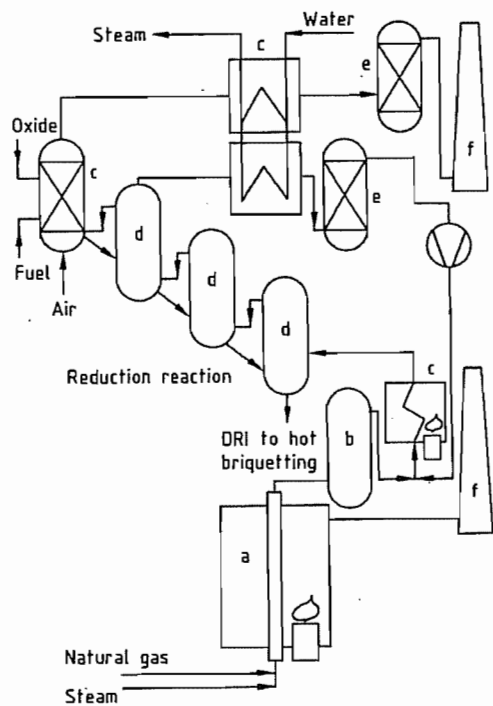 Steam
Water
c
e
f
Oxide
c
e
d
Fuel
Air
d
d
Reduction reaction
c
DRI to hot
briquetting
b
f
a
Natural gas
Steam